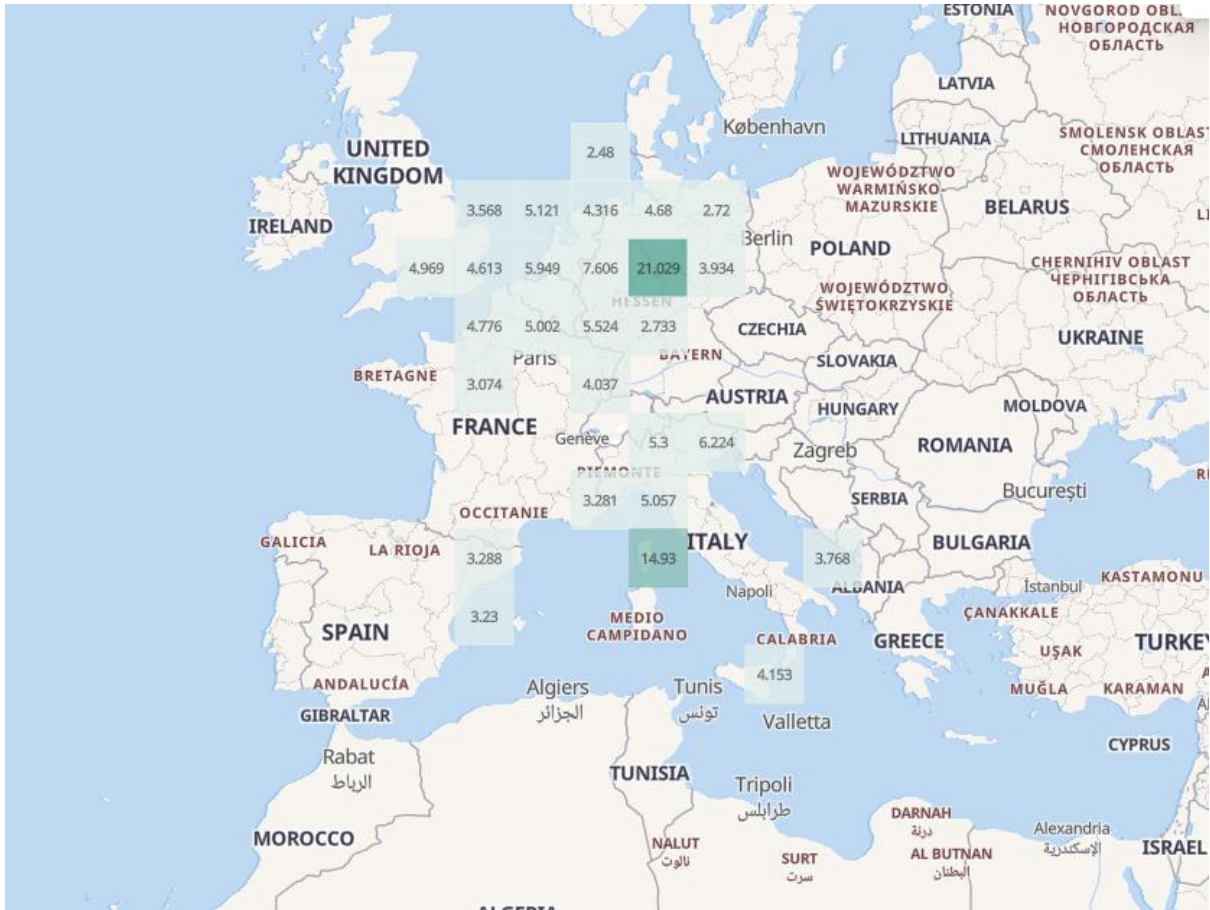 ESTONIA
НОВГОРОДСКАЯ
ОБЛАСТЬ
LATVIA
København
LITHUANIA
SMOLENSK OBLAST
СМОЛЕНСКАЯ
ОБЛАСТЬ
UNITED
KINGDOM
2.48
WOJEWÓDZTWO
WARMIŃSKO-
MAZURSKIE
BELARUS
IRELAND
3.568
5.121
4.316
4.68
2.72
Berlin
POLAND
4.969
4.613
5.949
7.606
21.029
3.934
CHERNIHIV OBLAST
ЧЕРНІГІВСЬКА
ОБЛАСТЬ
WOJEWÓDZTWO
ŚWIĘTOKRZYSKIE
HESSEN
4.776
5.002
5.524
2.733
CZECHIA
UKRAINE
Paris
BAYERN
SLOVAKIA
BRETAGNE
3.074
4.037
AUSTRIA
HUNGARY
MOLDOVA
FRANCE
Genève
5.3
6.224
Zagreb
ROMANIA
PIEMONTE
3.281
5.057
SERBIA
București
OCCITANIE
GALICIA
LA RIOJA
3.288
14.93
ITALY
3.768
BULGARIA
ALBANIA
Napoli
İstanbul
KASTAMONU
ÇANAKKALE
3.23
SPAIN
MEDIO
CAMPIDANO
CALABRIA
GREECE
UŞAK
TURKEY
4.153
ANDALUCÍA
Algiers
الجزائر
Tunis
تونس
MUĞLA
KARAMAN
GIBRALTAR
Valletta
CYPRUS
Rabat
الرباط
TUNISIA
Tripoli
طرابلس
MOROCCO
NALUT
نالوت
SURT
سرت
DARNAH
درنة
AL BUTNAN
البطنان
Alexandria
الإسكندرية
ISRAEL
ALGERIA